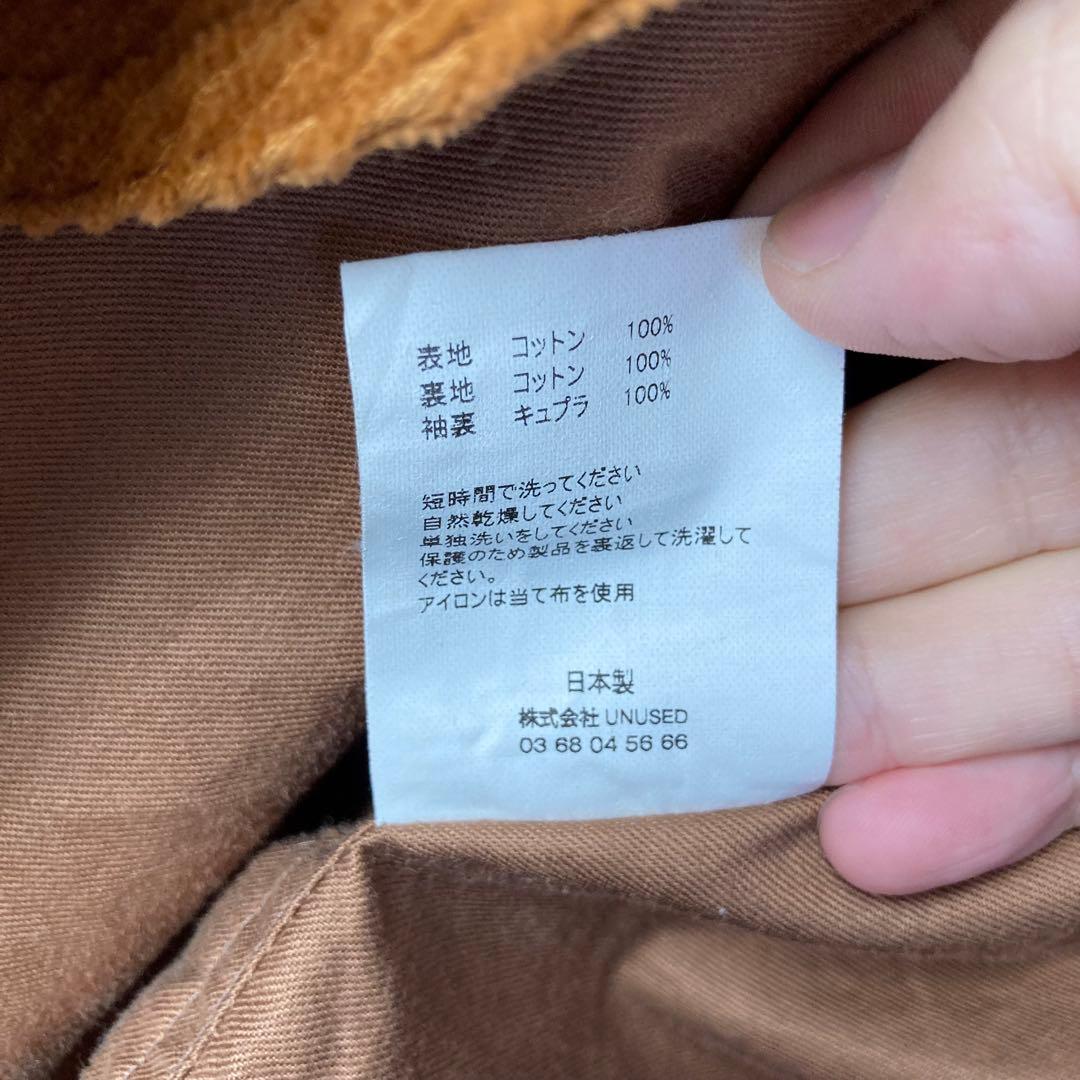 表地 コットン 100%
裏地 コットン 100%
袖裏 キュプラ 100%
短時間で洗ってください
自然乾燥してください
単独洗いをしてください
保護のため製品を裏返して洗濯して
ください。
アイロンは当て布を使用
日本製
株式会社 UNUSED
03 68 04 56 66